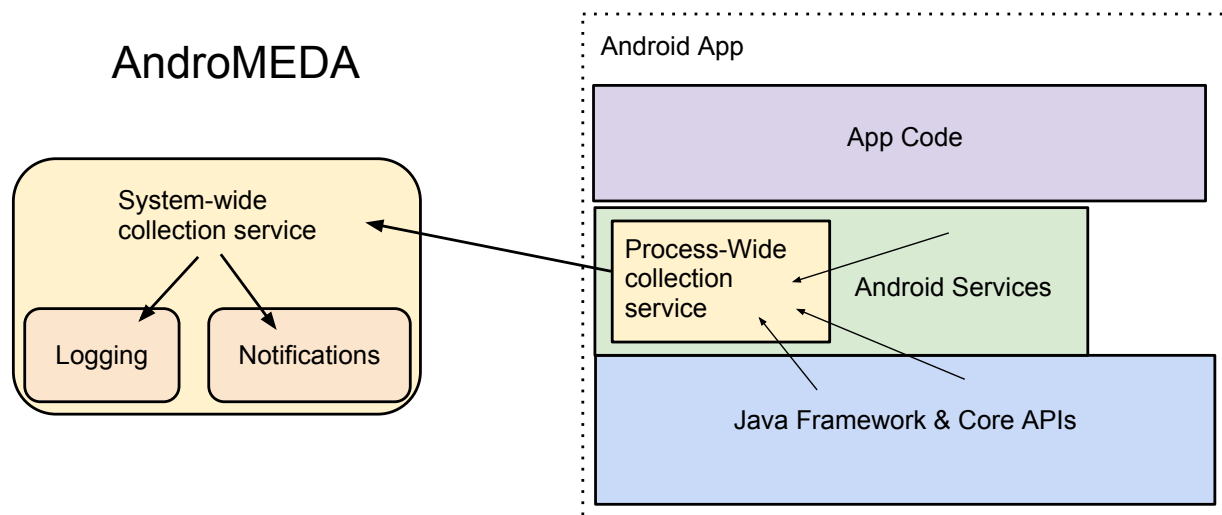 AndroMEDA
System-wide
collection service
Logging
Notifications
Android App
App Code
Process-Wide
collection
service
Android Services
Java Framework & Core APIs